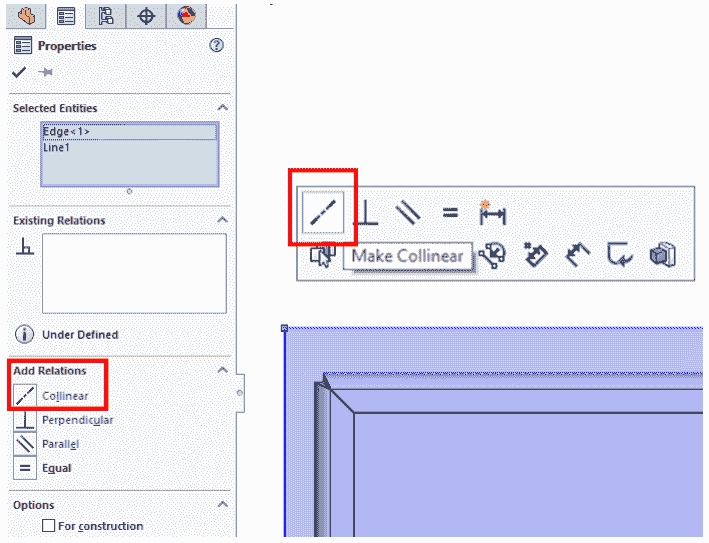 Properties
Selected Entities
Edge<1>
Line1
Existing Relations
Under Defined
Add Relations
Collinear
Perpendicular
Parallel
Equal
Options
For construction
Make Collinear